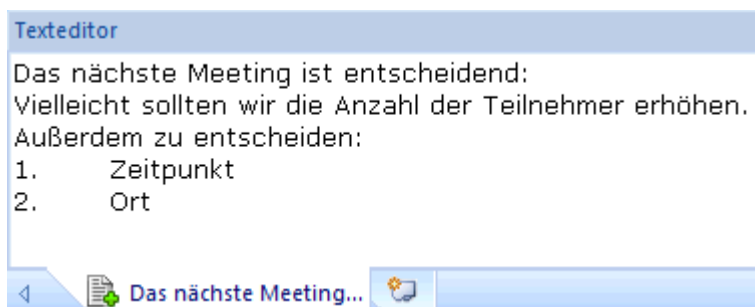 Texteditor
Das nächste Meeting ist entscheidend:
Vielleicht sollten wir die Anzahl der Teilnehmer erhöhen.
Außerdem zu entscheiden:
1. Zeitpunkt
2. Ort
Das nächste Meeting...